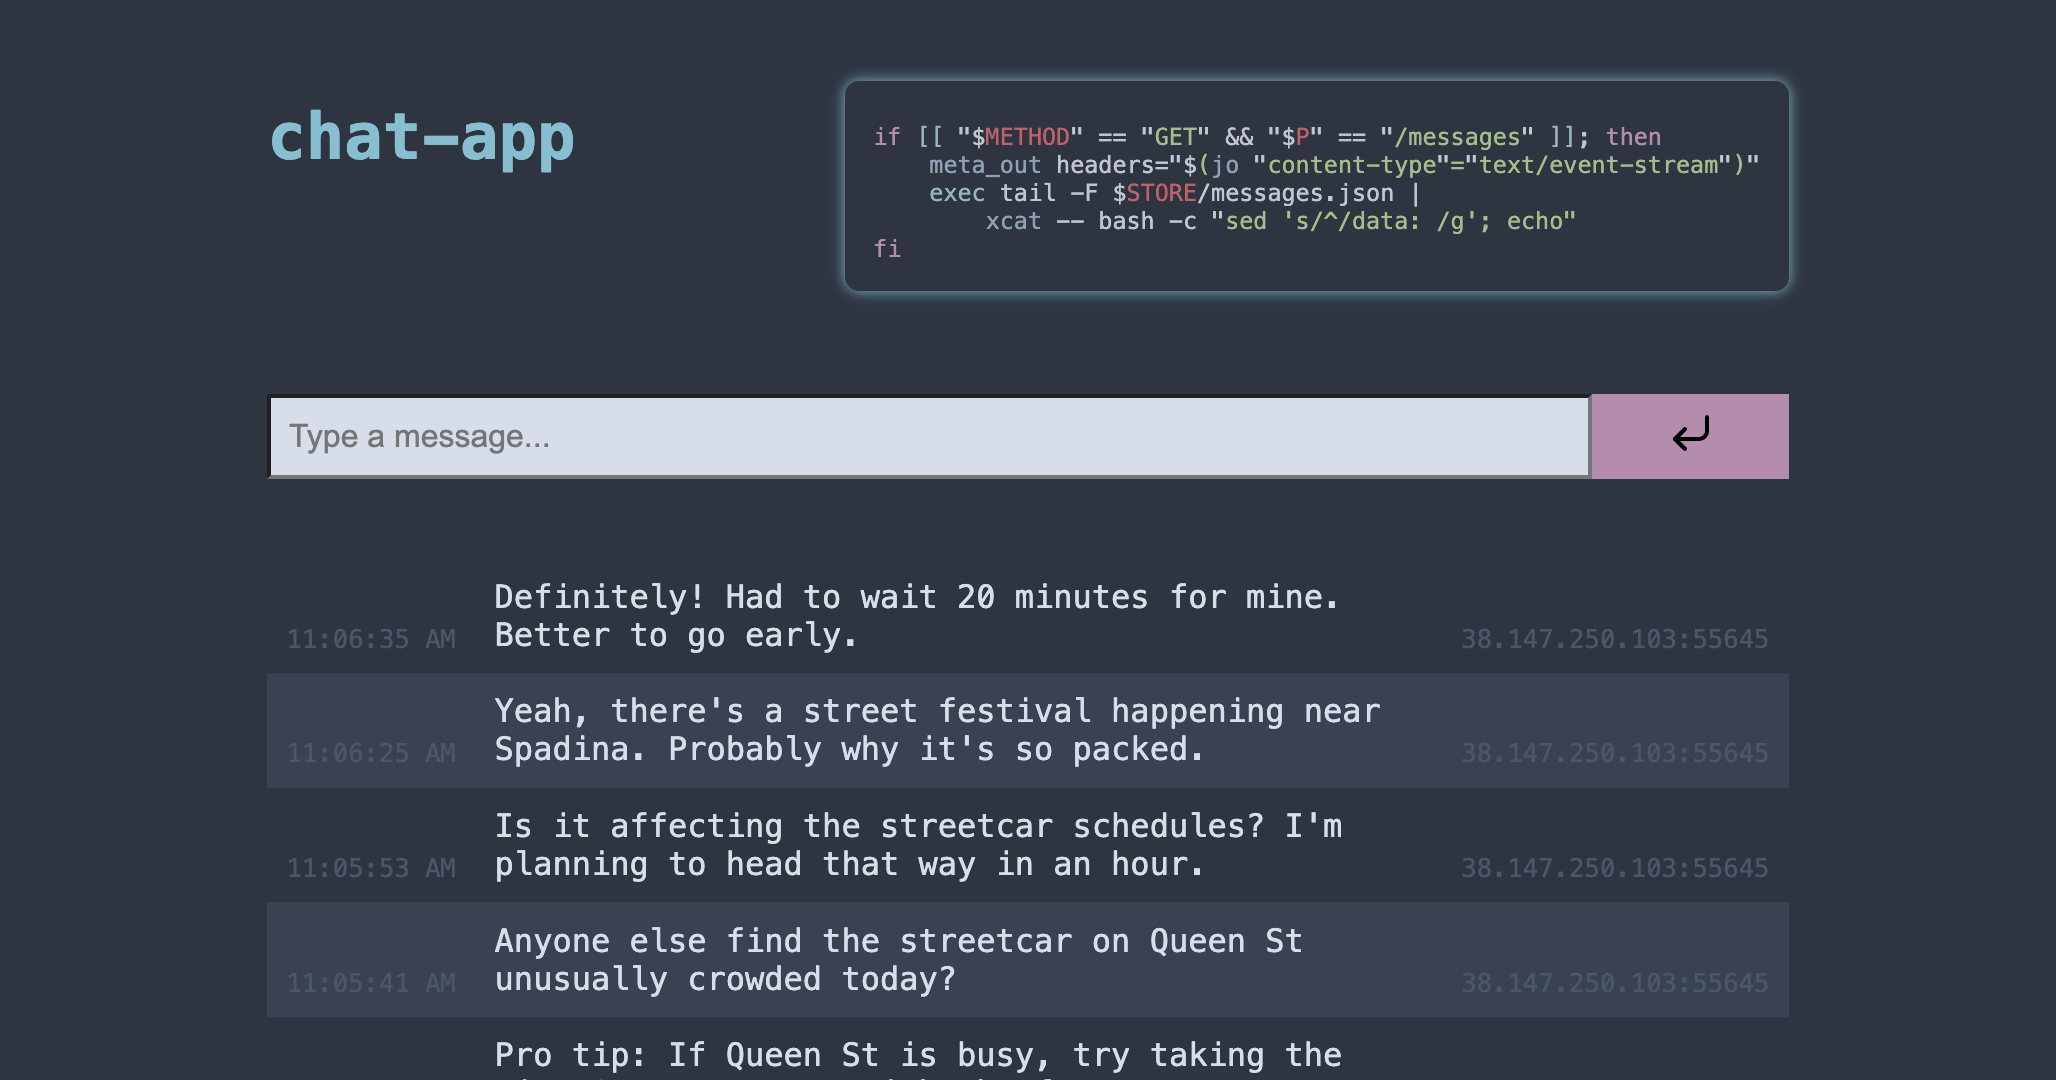 chat-app
if [[ "$METHOD" == "GET" && "$P" == "/messages" ]]; then
    meta_out headers="$(jo "content-type"="text/event-stream")"
    exec tail -F $STORE/messages.json |
        xcat -- bash -c "sed 's/^/data: /g'; echo"
fi
Type a message...
Definitely! Had to wait 20 minutes for mine.
11:06:35 AM Better to go early. 38.147.250.103:55645
Yeah, there's a street festival happening near
11:06:25 AM Spadina. Probably why it's so packed. 38.147.250.103:55645
Is it affecting the streetcar schedules? I'm
11:05:53 AM planning to head that way in an hour. 38.147.250.103:55645
Anyone else find the streetcar on Queen St
11:05:41 AM unusually crowded today? 38.147.250.103:55645
Pro tip: If Queen St is busy, try taking the